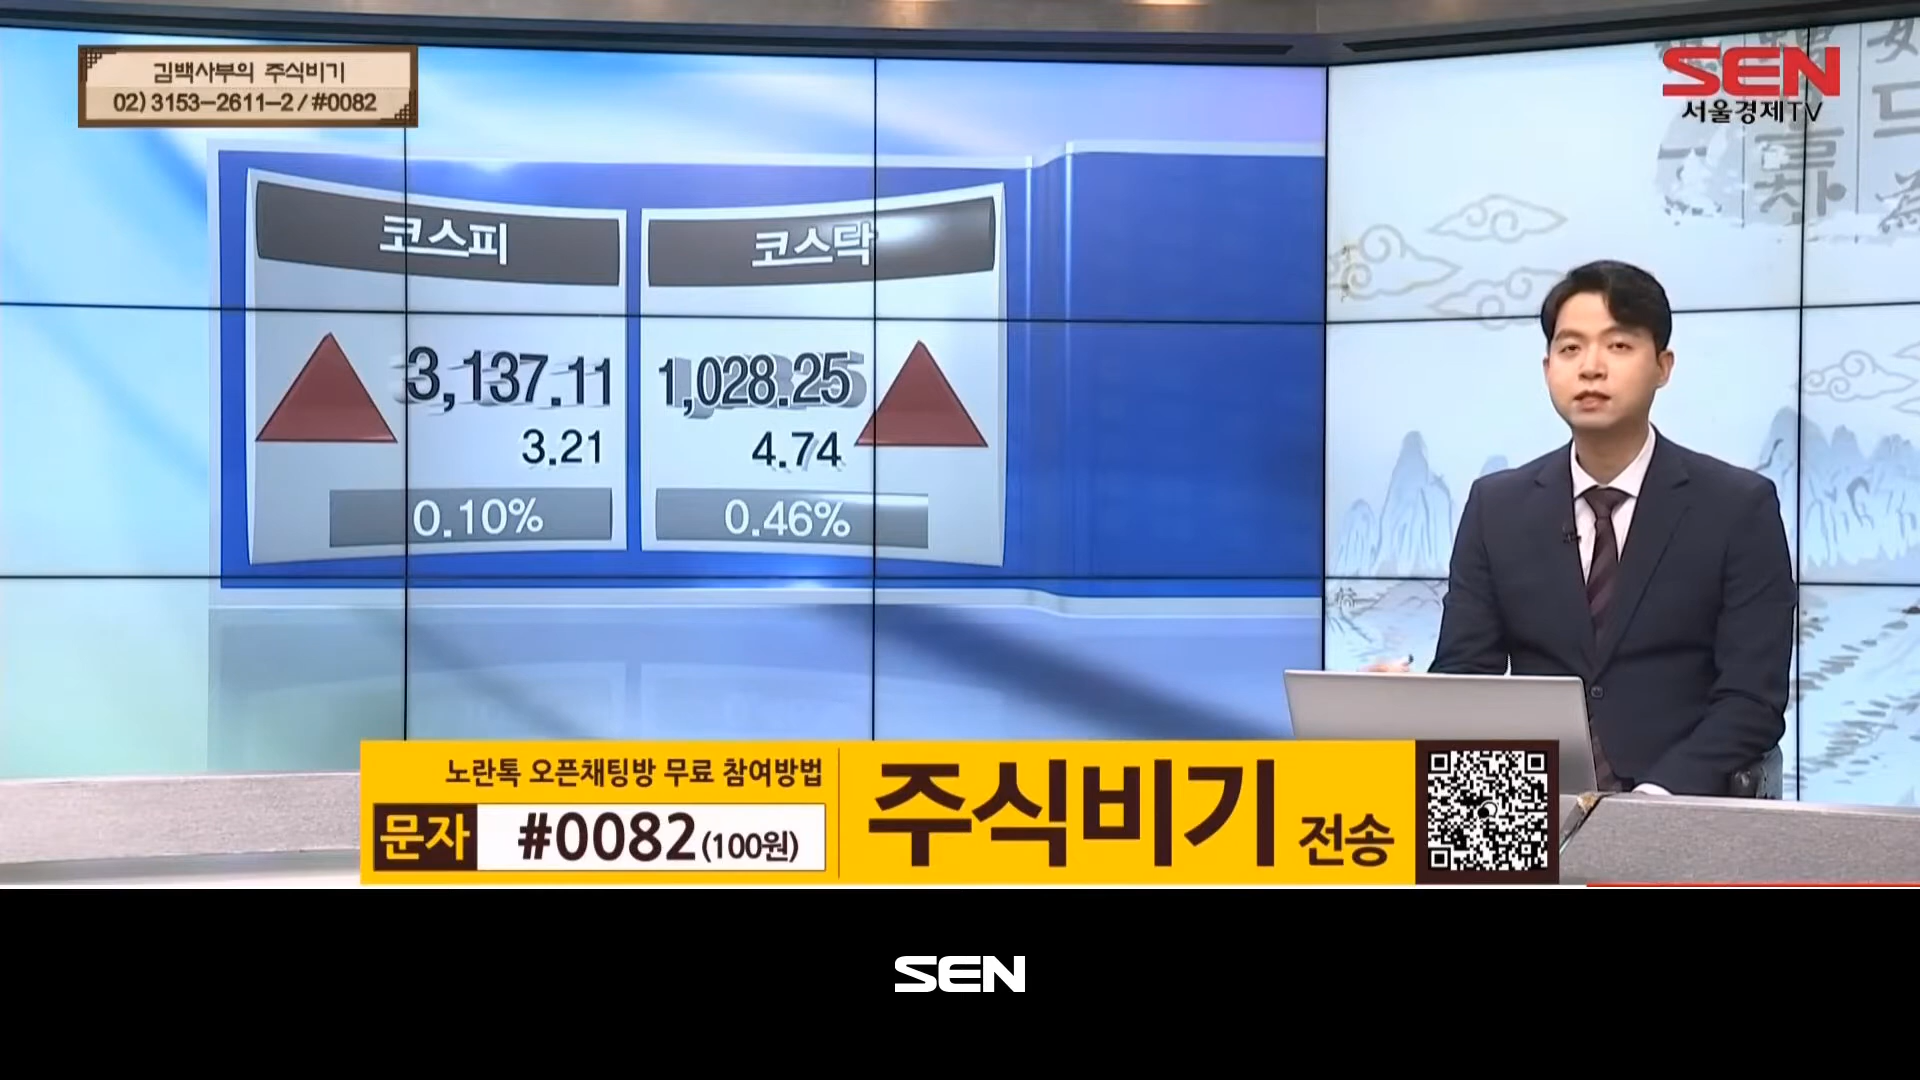 김백사부의 주식비기
02) 3153-2611-2 / #0082
SEN
서울경제TV
코스피
3,137.11
3.21
0.10%
코스닥
1,028.25
4.74
0.46%
노란톡 오픈채팅방 무료 참여방법
문자 #0082(100원)
주식비기 전송
SEN